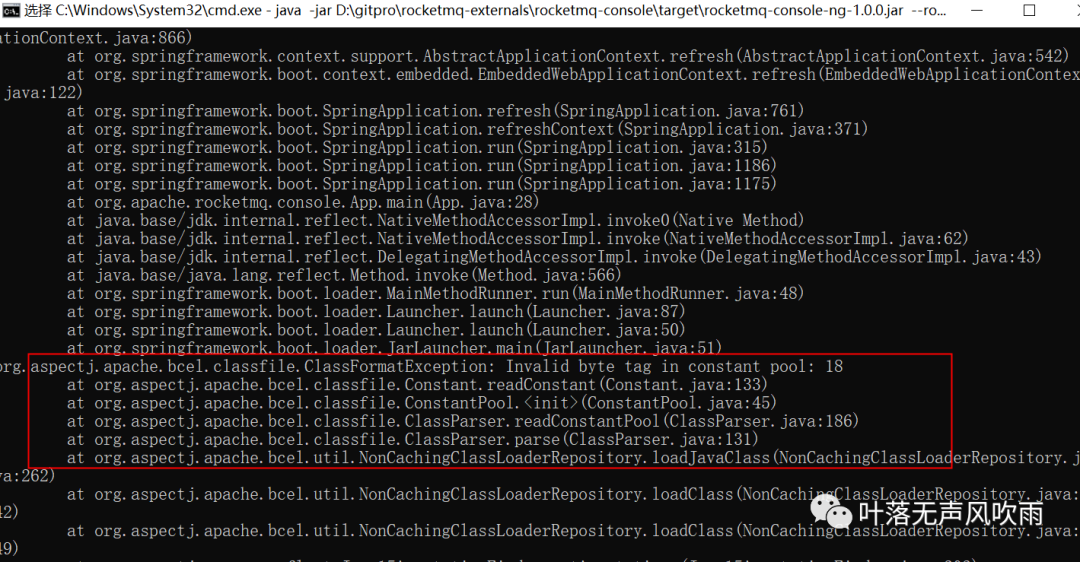 选择 C:\Windows\System32\cmd.exe - java -jar D:\gitpro\rocketmq-externals\rocketmq-console\target\rocketmq-console-ng-1.0.0.jar --ro...
ationContext.java:866)
at org.springframework.context.support.AbstractApplicationContext.refresh(AbstractApplicationContext.java:542)
at org.springframework.boot.context.embedded.EmbeddedWebApplicationContext.refresh(EmbeddedWebApplicationContex
.java:122)
at org.springframework.boot.SpringApplication.refresh(SpringApplication.java:761)
at org.springframework.boot.SpringApplication.refreshContext(SpringApplication.java:371)
at org.springframework.boot.SpringApplication.run(SpringApplication.java:315)
at org.springframework.boot.SpringApplication.run(SpringApplication.java:1186)
at org.springframework.boot.SpringApplication.run(SpringApplication.java:1175)
at org.apache.rocketmq.console.App.main(App.java:28)
at java.base/jdk.internal.reflect.NativeMethodAccessorImpl.invoke0(Native Method)
at java.base/jdk.internal.reflect.NativeMethodAccessorImpl.invoke(NativeMethodAccessorImpl.java:62)
at java.base/jdk.internal.reflect.DelegatingMethodAccessorImpl.invoke(DelegatingMethodAccessorImpl.java:43)
at java.base/java.lang.reflect.Method.invoke(Method.java:566)
at org.springframework.boot.loader.MainMethodRunner.run(MainMethodRunner.java:48)
at org.springframework.boot.loader.Launcher.launch(Launcher.java:87)
at org.springframework.boot.loader.Launcher.launch(Launcher.java:50)
at org.springframework.boot.loader.JarLauncher.main(JarLauncher.java:51)
org.aspectj.apache.bcel.classfile.ClassFormatException: Invalid byte tag in constant pool: 18
at org.aspectj.apache.bcel.classfile.Constant.readConstant(Constant.java:133)
at org.aspectj.apache.bcel.classfile.ConstantPool.<init>(ConstantPool.java:45)
at org.aspectj.apache.bcel.classfile.ClassParser.readConstantPool(ClassParser.java:186)
at org.aspectj.apache.bcel.classfile.ClassParser.parse(ClassParser.java:131)
at org.aspectj.apache.bcel.util.NonCachingClassLoaderRepository.loadJavaClass(NonCachingClassLoaderRepository.j
va:262)
at org.aspectj.apache.bcel.util.NonCachingClassLoaderRepository.loadClass(NonCachingClassLoaderRepository.java:
42)
at org.aspectj.apache.bcel.util.NonCachingClassLoaderRepository.loadClass(NonCachingClassLoaderRepository.java:
49)
叶落无声风吹雨